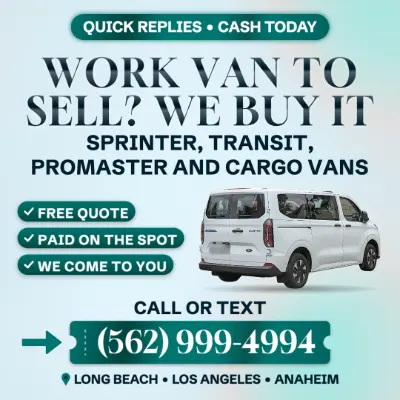 QUICK REPLIES • CASH TODAY
WORK VAN TO
SELL? WE BUY IT
SPRINTER, TRANSIT,
PROMASTER AND CARGO VANS
FREE QUOTE
PAID ON THE SPOT
WE COME TO YOU
CALL OR TEXT
(562) 999-4994
LONG BEACH • LOS ANGELES • ANAHEIM